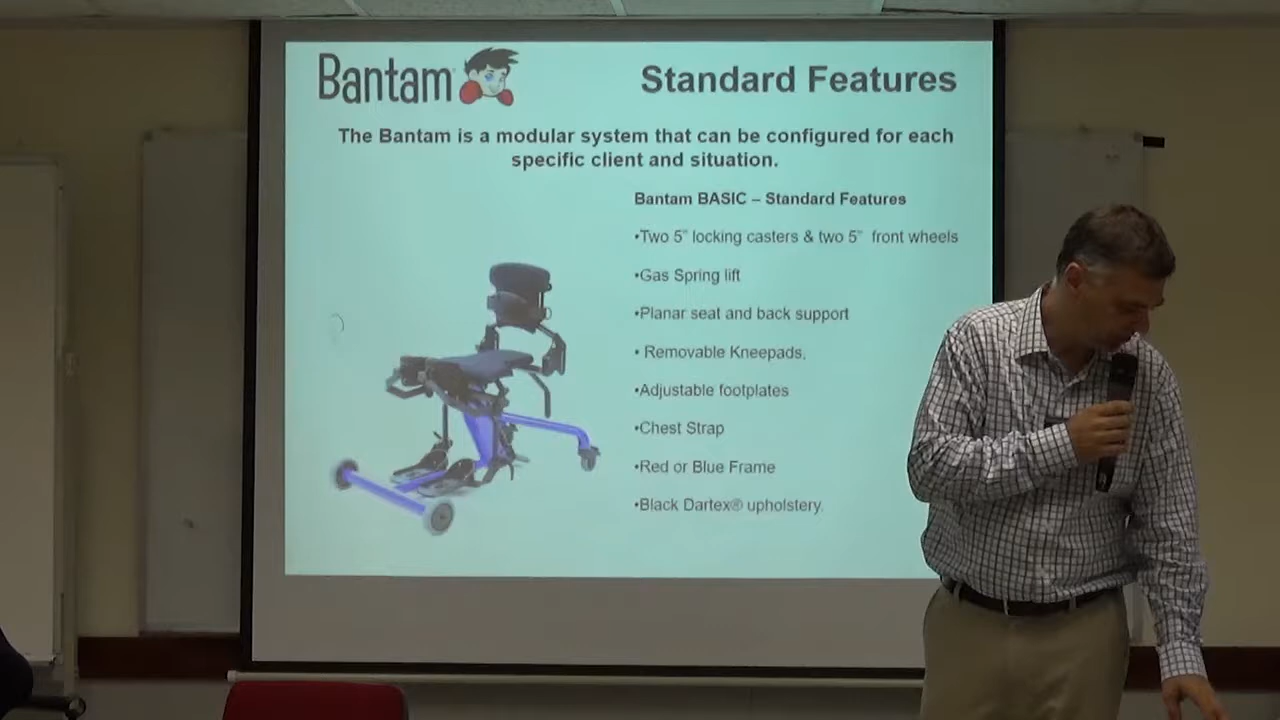 Bantam
Standard Features
The Bantam is a modular system that can be configured for each
specific client and situation.
Bantam BASIC – Standard Features
•Two 5" locking casters & two 5" front wheels
•Gas Spring lift
•Planar seat and back support
• Removable Kneepads.
•Adjustable footplates
•Chest Strap
•Red or Blue Frame
•Black Dartex® upholstery.